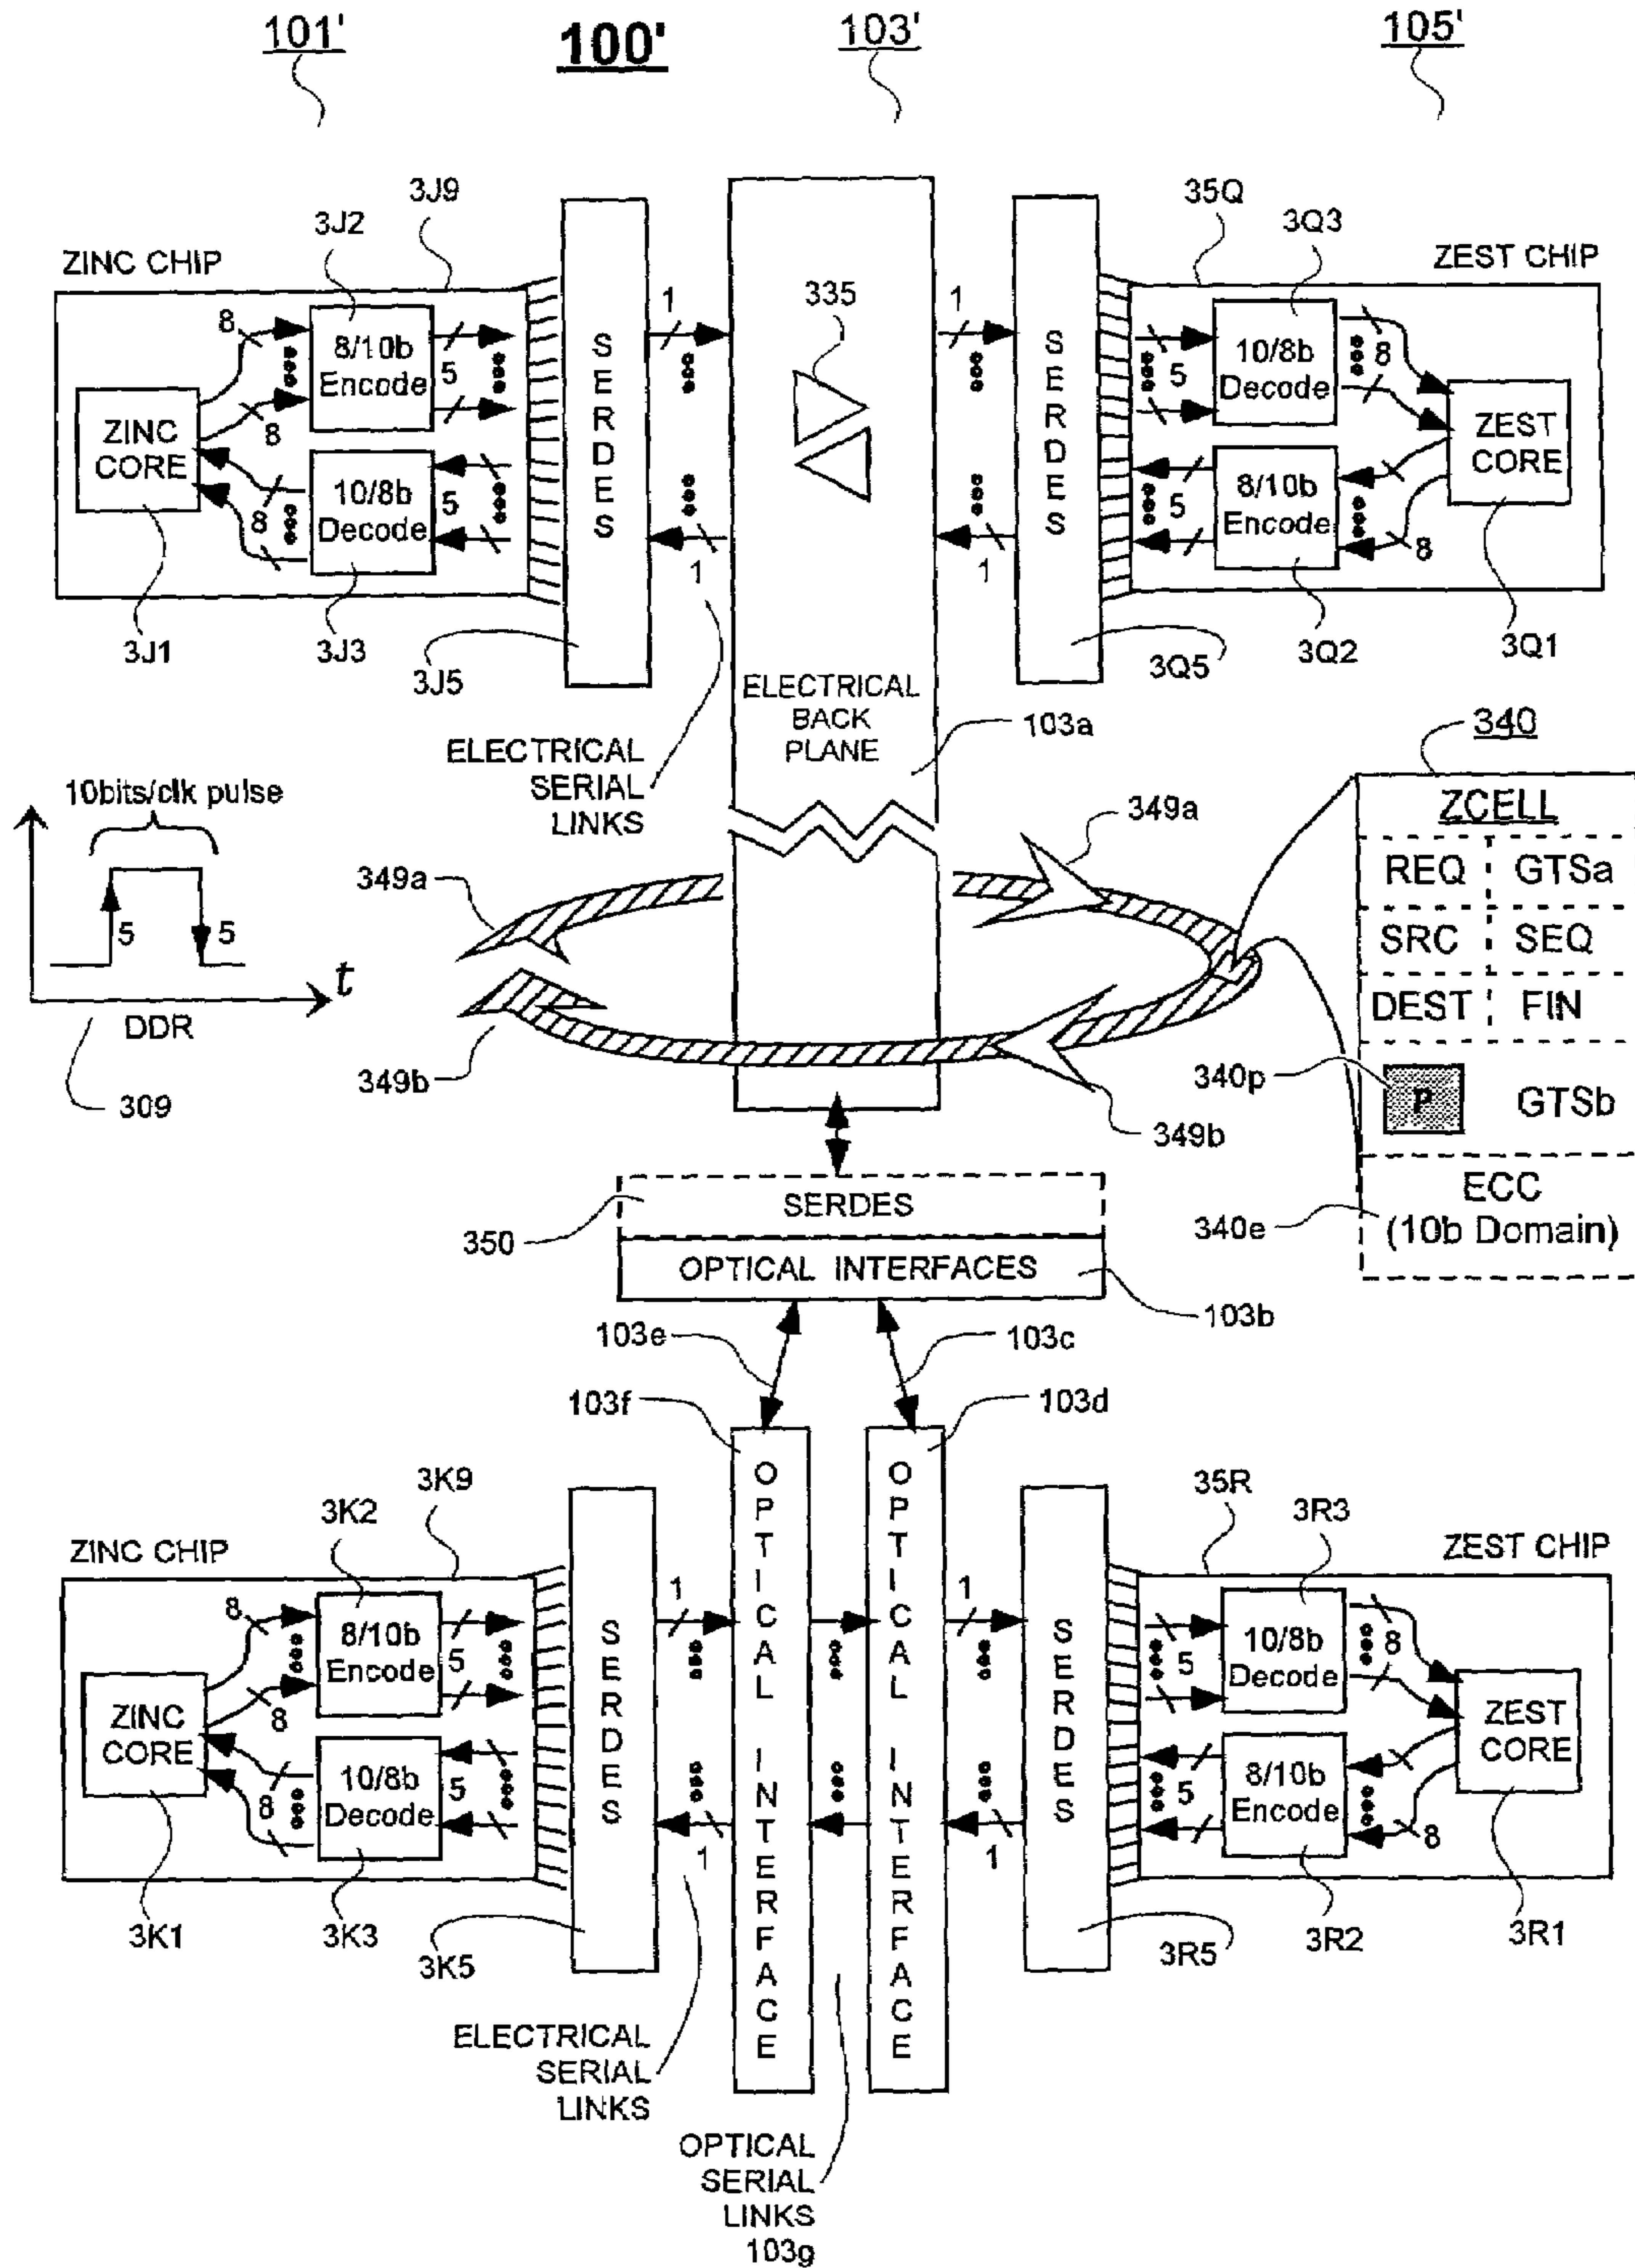 101'
100'
103'
105'
3J9
35Q
3J2
3Q3
ZINC CHIP
ZEST CHIP
8
8/10b
Encode
5
8
ZINC
CORE
10/8b
Decode
5
8
S
E
R
D
E
S
1
1
335
1
1
S
E
R
D
E
S
5
10/8b
Decode
8
ZEST
CORE
5
8/10b
Encode
8
3J1
3J3
3J5
3Q5
3Q2
3Q1
ELECTRICAL
BACK
PLANE
103a
ELECTRICAL
SERIAL
LINKS
10bits/clk pulse
5
5
t
DDR
309
349a
349a
349b
349b
340
ZCELL
REQ GTSa
SRC SEQ
DEST FIN
340p
P GTSb
ECC
340e (10b Domain)
SERDES
350
OPTICAL INTERFACES
103b
103e
103c
103f
103d
3K9
35R
3K2
3R3
ZINC CHIP
ZEST CHIP
8
8/10b
Encode
5
8
ZINC
CORE
10/8b
Decode
5
8
S
E
R
D
E
S
1
1
O
P
T
I
C
A
L
I
N
T
E
R
F
A
C
E
O
P
T
I
C
A
L
I
N
T
E
R
F
A
C
E
1
1
S
E
R
D
E
S
5
10/8b
Decode
8
ZEST
CORE
5
8/10b
Encode
8
3K1
3K3
3K5
3R5
3R2
3R1
ELECTRICAL
SERIAL
LINKS
OPTICAL
SERIAL
LINKS
103g